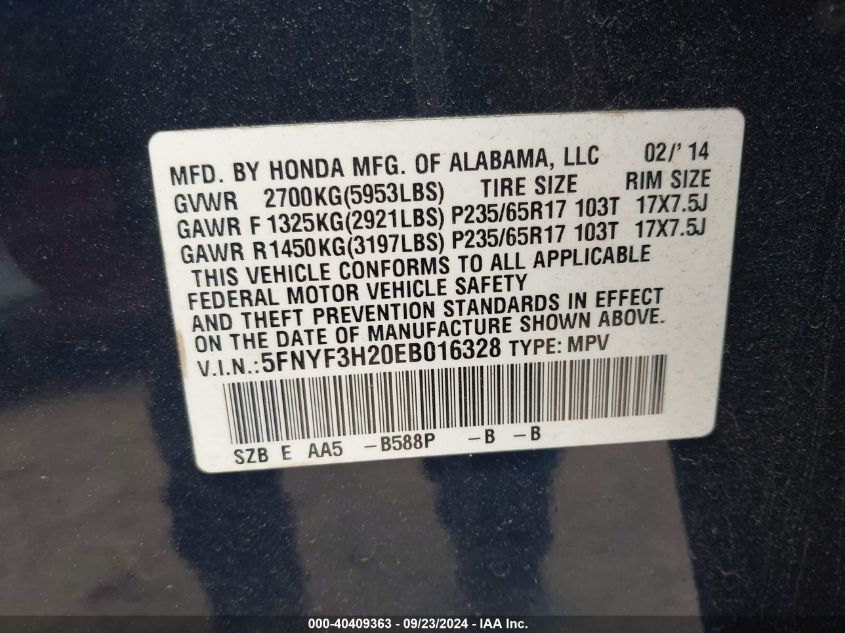 MFD. BY HONDA MFG. OF ALABAMA, LLC 02/' 14
GVWR 2700KG(5953LBS) TIRE SIZE RIM SIZE
GAWR F 1325KG(2921LBS) P235/65R17 103T 17X7.5J
GAWR R1450KG(3197LBS) P235/65R17 103T 17X7.5J
THIS VEHICLE CONFORMS TO ALL APPLICABLE
FEDERAL MOTOR VEHICLE SAFETY
AND THEFT PREVENTION STANDARDS IN EFFECT
ON THE DATE OF MANUFACTURE SHOWN ABOVE.
V.I.N.:5FNYF3H20EB016328 TYPE: MPV
SZB E AA5 -B588P -B -B
000-40409363 - 09/23/2024 - IAA Inc.